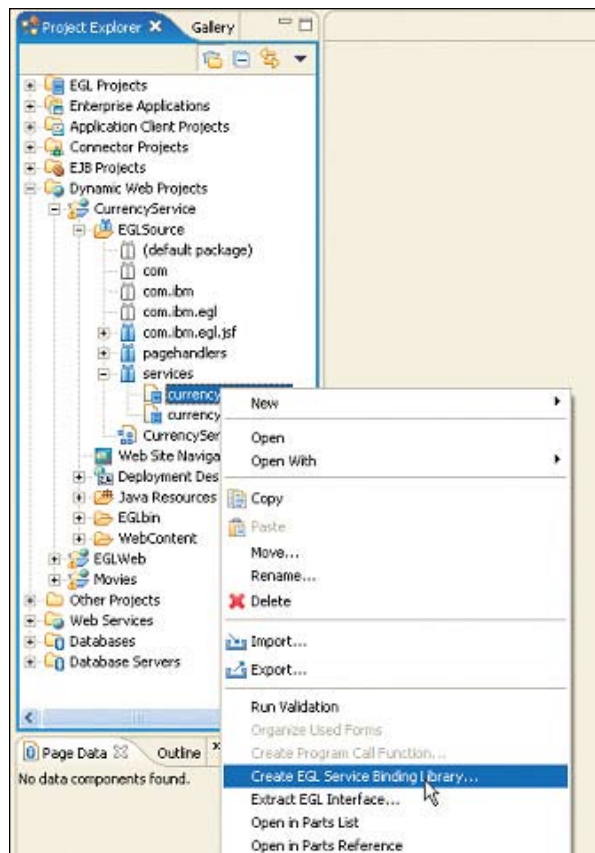 Project Explorer
Gallery
EGL Projects
Enterprise Applications
Application Client Projects
Connector Projects
EJB Projects
Dynamic Web Projects
CurrencyService
EGLSource
(default package)
com
com.ibm
com.ibm.egl
com.ibm.egl.jsf
pagehandlers
services
currency
currency
CurrencySer
Web Site Naviga
Deployment Des
Java Resources
EGLbin
WebContent
EGLWeb
Movies
Other Projects
Web Services
Databases
Database Servers
New
Open
Open With
Copy
Paste
Move...
Rename...
Delete
Import...
Export...
Run Validation
Organize Used Forms
Create Program Call Function...
Create EGL Service Binding Library...
Extract EGL Interface...
Open in Parts List
Open in Parts Reference
Page Data
Outline
No data components found.